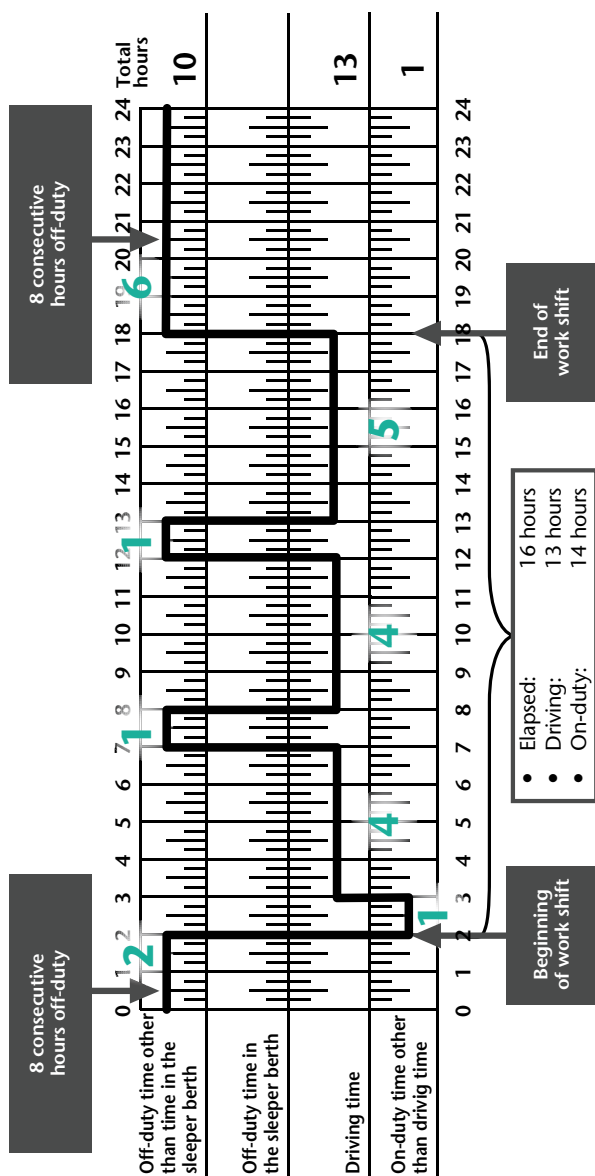 8 consecutive
hours off-duty
8 consecutive
hours off-duty
Total
hours
0 1 2 3 4 5 6 7 8 9 10 11 12 13 14 15 16 17 18 19 20 21 22 23 24
2
1
1
6
Off-duty time other
than time in the
sleeper berth
10
Off-duty time in
the sleeper berth
Driving time
13
4
4
5
On-duty time other
than drivig time
1
1
0 1 2 3 4 5 6 7 8 9 10 11 12 13 14 15 16 17 18 19 20 21 22 23 24
Beginning
of work shift
• Elapsed: 16 hours
• Driving: 13 hours
• On-duty: 14 hours
End of
work shift